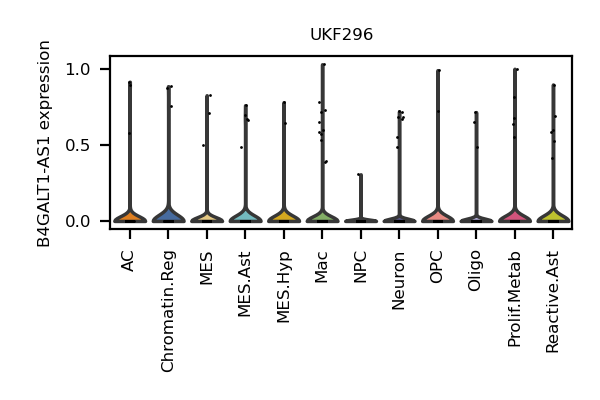 UKF296
B4GALT1-AS1 expression
1.0
0.5
0.0
AC
Chromatin.Reg
MES
MES.Ast
MES.Hyp
Mac
NPC
Neuron
OPC
Oligo
Prolif.Metab
Reactive.Ast